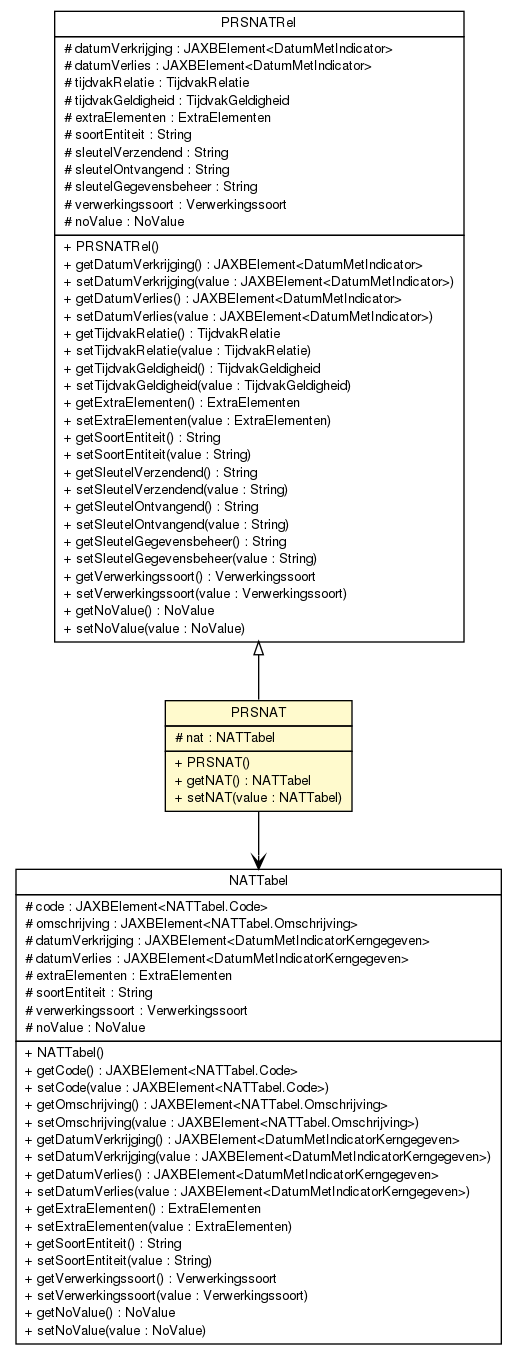 PRSNATRel
# datumVerkrijging : JAXBElement<DatumMetIndicator>
# datumVerlies : JAXBElement<DatumMetIndicator>
# tijdvakRelatie : TijdvakRelatie
# tijdvakGeldigheid : TijdvakGeldigheid
# extraElementen : ExtraElementen
# soortEntiteit : String
# sleutelVerzendend : String
# sleutelOntvangend : String
# sleutelGegevensbeheer : String
# verwerkingssoort : Verwerkingssoort
# noValue : NoValue
+ PRSNATRel()
+ getDatumVerkrijging() : JAXBElement<DatumMetIndicator>
+ setDatumVerkrijging(value : JAXBElement<DatumMetIndicator>)
+ getDatumVerlies() : JAXBElement<DatumMetIndicator>
+ setDatumVerlies(value : JAXBElement<DatumMetIndicator>)
+ getTijdvakRelatie() : TijdvakRelatie
+ setTijdvakRelatie(value : TijdvakRelatie)
+ getTijdvakGeldigheid() : TijdvakGeldigheid
+ setTijdvakGeldigheid(value : TijdvakGeldigheid)
+ getExtraElementen() : ExtraElementen
+ setExtraElementen(value : ExtraElementen)
+ getSoortEntiteit() : String
+ setSoortEntiteit(value : String)
+ getSleutelVerzendend() : String
+ setSleutelVerzendend(value : String)
+ getSleutelOntvangend() : String
+ setSleutelOntvangend(value : String)
+ getSleutelGegevensbeheer() : String
+ setSleutelGegevensbeheer(value : String)
+ getVerwerkingssoort() : Verwerkingssoort
+ setVerwerkingssoort(value : Verwerkingssoort)
+ getNoValue() : NoValue
+ setNoValue(value : NoValue)
PRSNAT
# nat : NATTabel
+ PRSNAT()
+ getNAT() : NATTabel
+ setNAT(value : NATTabel)
NATTabel
# code : JAXBElement<NATTabel.Code>
# omschrijving : JAXBElement<NATTabel.Omschrijving>
# datumVerkrijging : JAXBElement<DatumMetIndicatorKerngegeven>
# datumVerlies : JAXBElement<DatumMetIndicatorKerngegeven>
# extraElementen : ExtraElementen
# soortEntiteit : String
# verwerkingssoort : Verwerkingssoort
# noValue : NoValue
+ NATTabel()
+ getCode() : JAXBElement<NATTabel.Code>
+ setCode(value : JAXBElement<NATTabel.Code>)
+ getOmschrijving() : JAXBElement<NATTabel.Omschrijving>
+ setOmschrijving(value : JAXBElement<NATTabel.Omschrijving>)
+ getDatumVerkrijging() : JAXBElement<DatumMetIndicatorKerngegeven>
+ setDatumVerkrijging(value : JAXBElement<DatumMetIndicatorKerngegeven>)
+ getDatumVerlies() : JAXBElement<DatumMetIndicatorKerngegeven>
+ setDatumVerlies(value : JAXBElement<DatumMetIndicatorKerngegeven>)
+ getExtraElementen() : ExtraElementen
+ setExtraElementen(value : ExtraElementen)
+ getSoortEntiteit() : String
+ setSoortEntiteit(value : String)
+ getVerwerkingssoort() : Verwerkingssoort
+ setVerwerkingssoort(value : Verwerkingssoort)
+ getNoValue() : NoValue
+ setNoValue(value : NoValue)